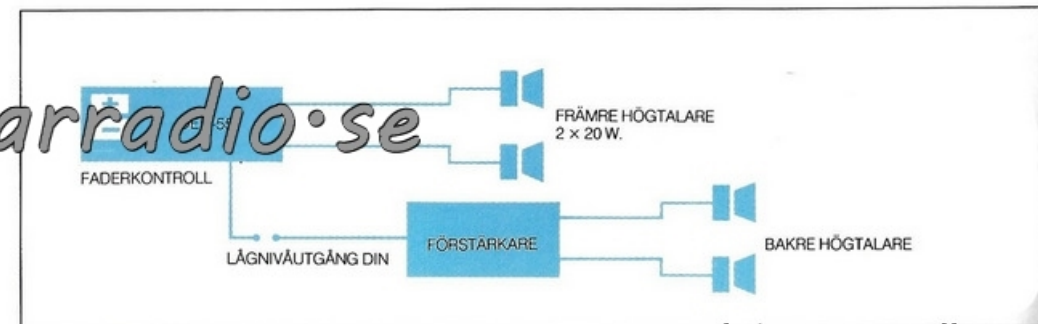 arradio.se
FRÄMRE HÖGTALARE
2 × 20 W.
FADERKONTROLL
FÖRSTÄRKARE
LÅGNIVÅUTGÅNG DIN
BAKRE HÖGTALARE